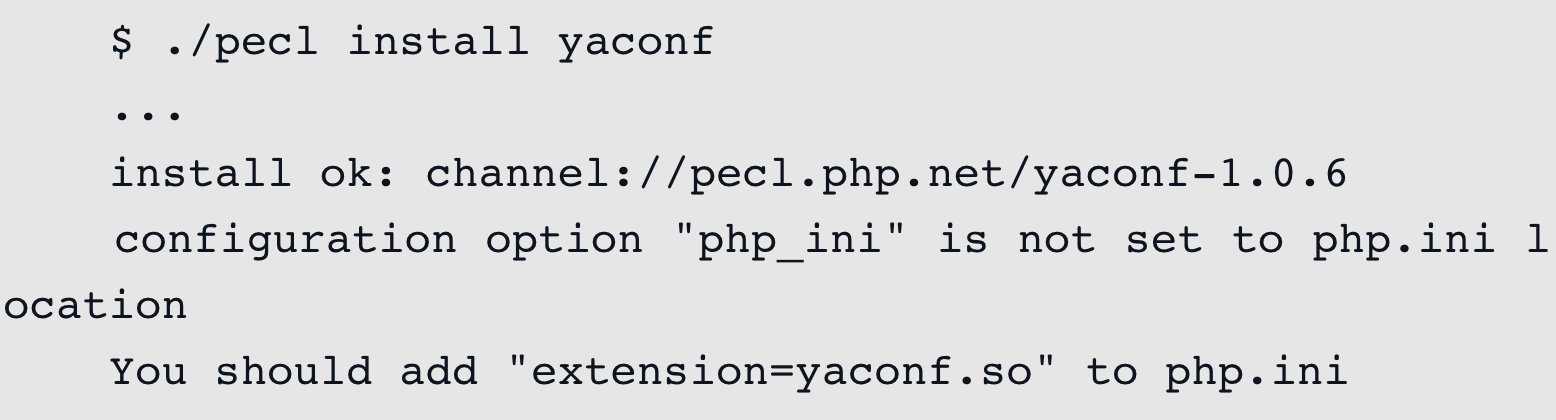 $ ./pecl install yaconf
...
install ok: channel://pecl.php.net/yaconf-1.0.6
configuration option "php_ini" is not set to php.ini l
ocation
You should add "extension=yaconf.so" to php.ini